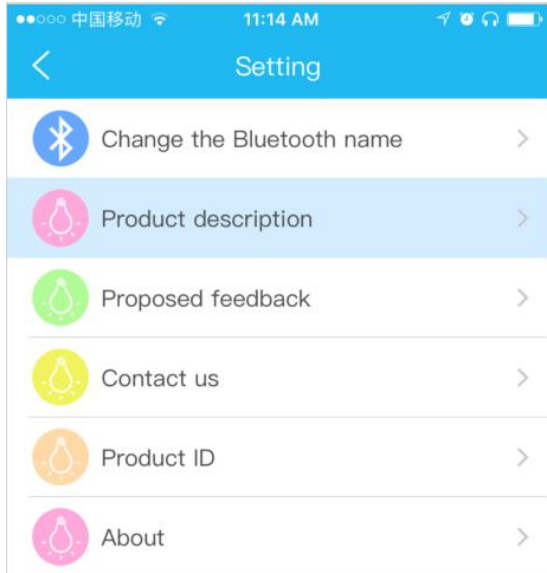 中国移动 11:14 AM
Setting
Change the Bluetooth name
Product description
Proposed feedback
Contact us
Product ID
About